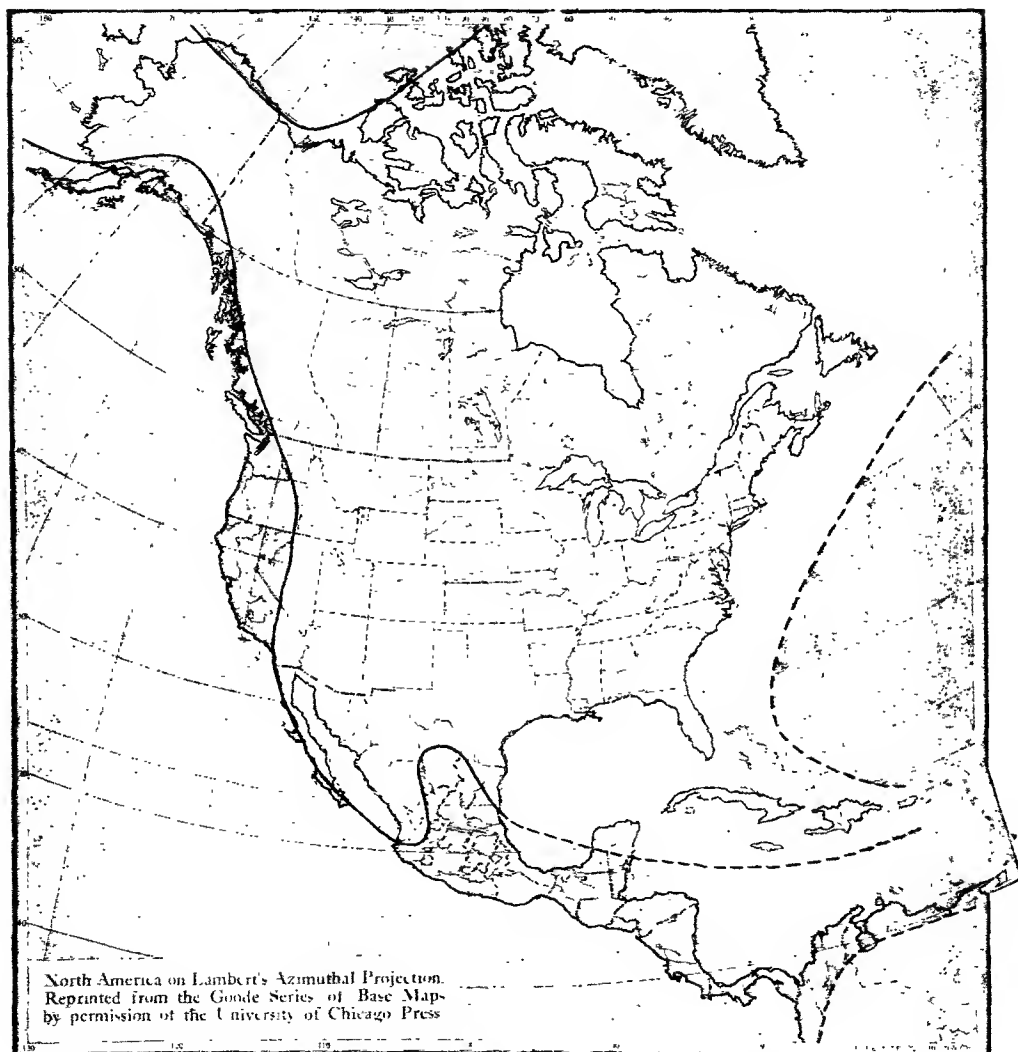 North America on Lambert's Azimuthal Projection.
Reprinted from the Goode Series of Base Maps
by permission of the University of Chicago Press